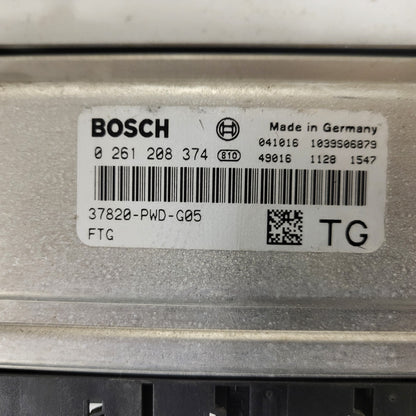 BOSCH Made in Germany
0 261 208 374 810 041016 1039S06879
49016 1128 1547
37820-PWD-G05
FTG TG